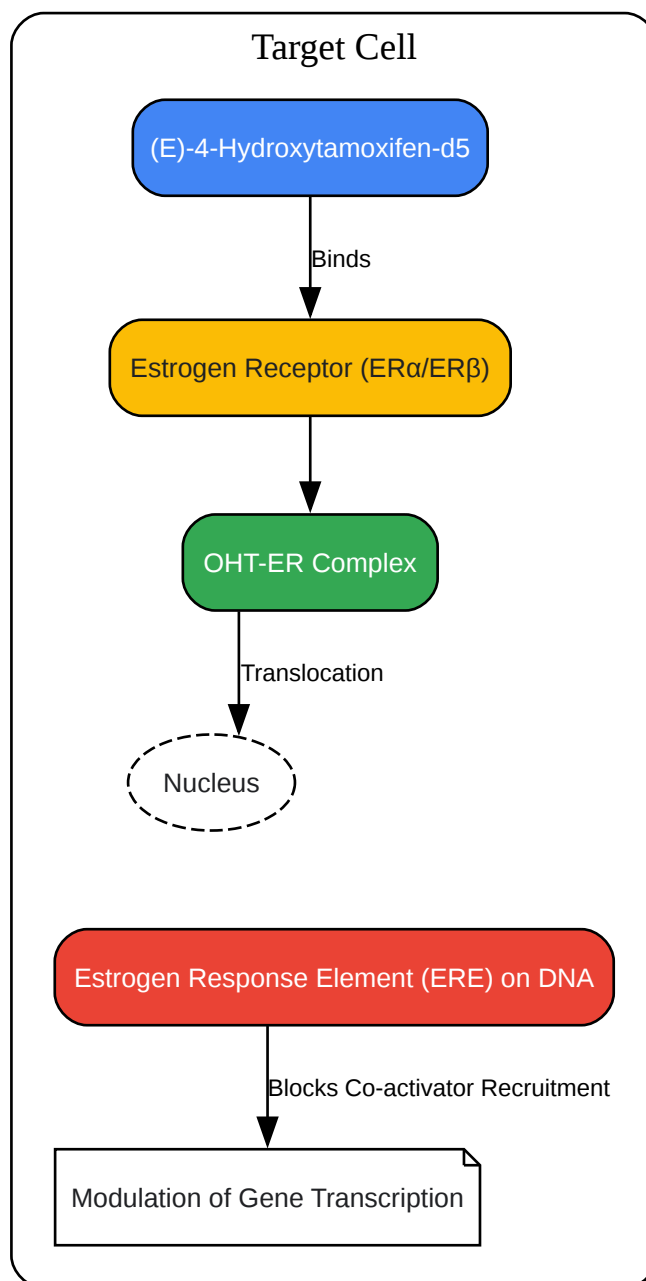 Target Cell
(E)-4-Hydroxytamoxifen-d5
Binds
Estrogen Receptor (ERα/ERβ)
OHT-ER Complex
Translocation
Nucleus
Estrogen Response Element (ERE) on DNA
Blocks Co-activator Recruitment
Modulation of Gene Transcription